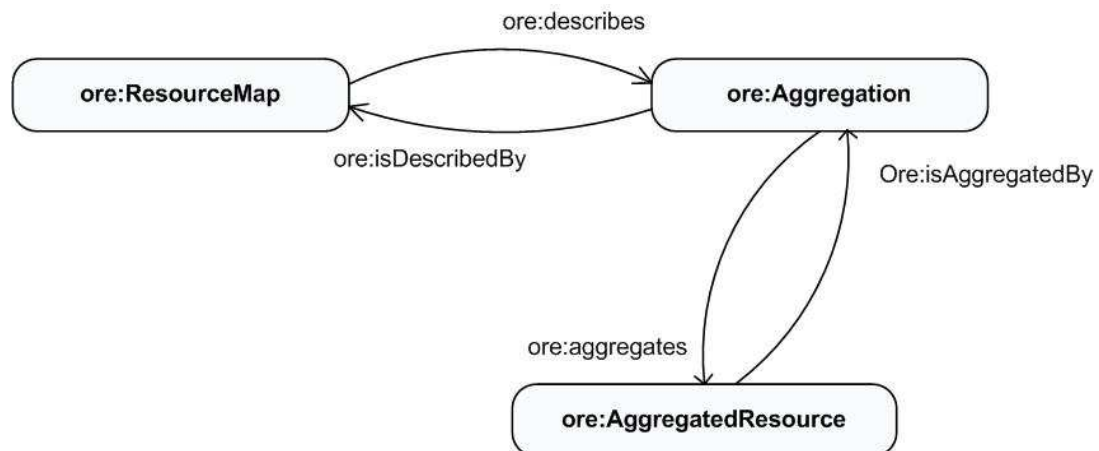 ore:describes
ore:ResourceMap
ore:Aggregation
ore:isDescribedBy
Ore:isAggregatedBy
ore:aggregates
ore:AggregatedResource